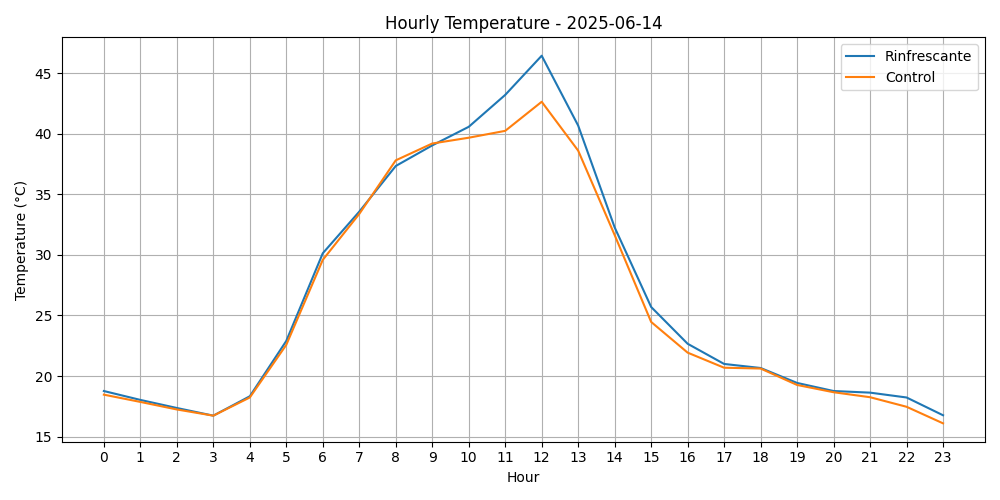 Hourly Temperature - 2025-06-14
Rinfrescante
Control
Temperature (°C)
45
40
35
30
25
20
15
0 1 2 3 4 5 6 7 8 9 10 11 12 13 14 15 16 17 18 19 20 21 22 23
Hour